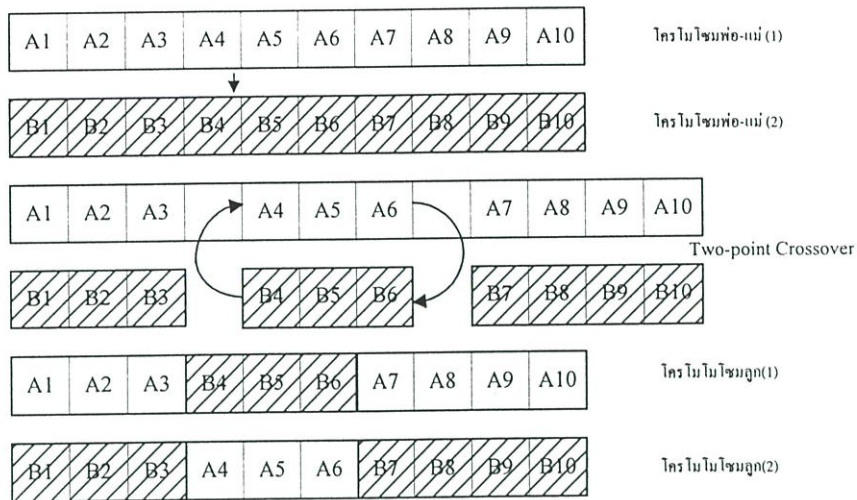 A1 A2 A3 A4 A5 A6 A7 A8 A9 A10 โครโมโซมพ่อ-แม่ (1)
B1 B2 B3 B4 B5 B6 B7 B8 B9 B10 โครโมโซมพ่อ-แม่ (2)
A1 A2 A3 A4 A5 A6 A7 A8 A9 A10
Two-point Crossover
B1 B2 B3 B4 B5 B6 B7 B8 B9 B10
A1 A2 A3 B4 B5 B6 A7 A8 A9 A10 โครโมโมโซมลูก(1)
B1 B2 B3 A4 A5 A6 B7 B8 B9 B10 โครโมโมโซมลูก(2)